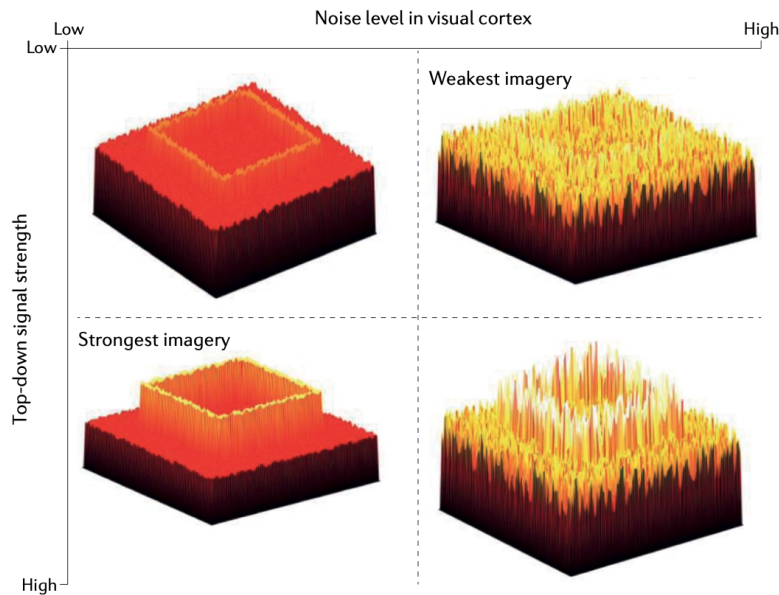 Noise level in visual cortex
Low
High
Low
Weakest imagery
Top-down signal strength
Strongest imagery
High